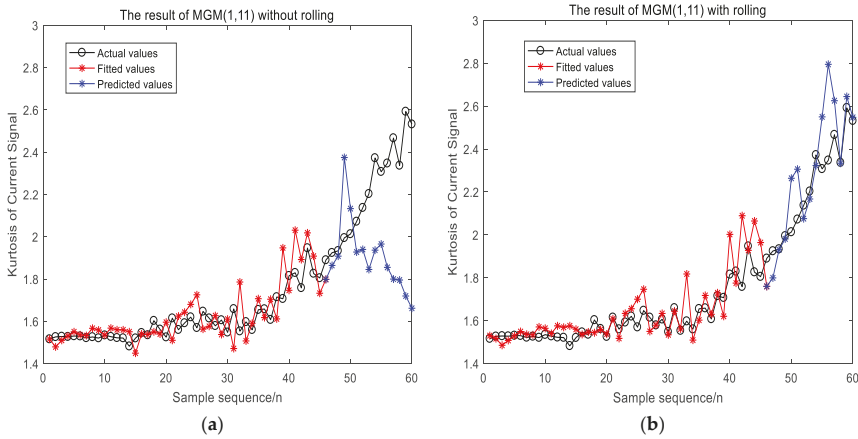 The result of MGM(1,11) without rolling
3
2.8
2.6
2.4
2.2
2
1.8
1.6
1.4
Kurtosis of Current Signal
Actual values
Fitted values
Predicted values
0 10 20 30 40 50 60
Sample sequence/n
(a)
The result of MGM(1,11) with rolling
3
2.8
2.6
2.4
2.2
2
1.8
1.6
1.4
Kurtosis of Current Signal
Actual values
Fitted values
Predicted values
0 10 20 30 40 50 60
Sample sequence/n
(b)